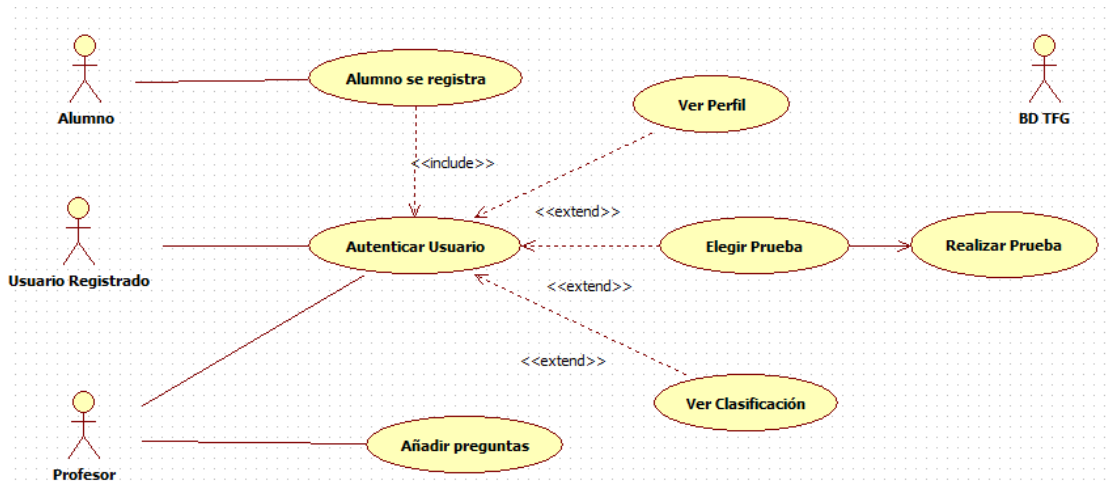 Alumno se registra
Ver Perfil
Alumno
BD TFG
<<include>>
<<extend>>
Autenticar Usuario
Elegir Prueba
Realizar Prueba
Usuario Registrado
<<extend>>
<<extend>>
Ver Clasificación
Añadir preguntas
Profesor